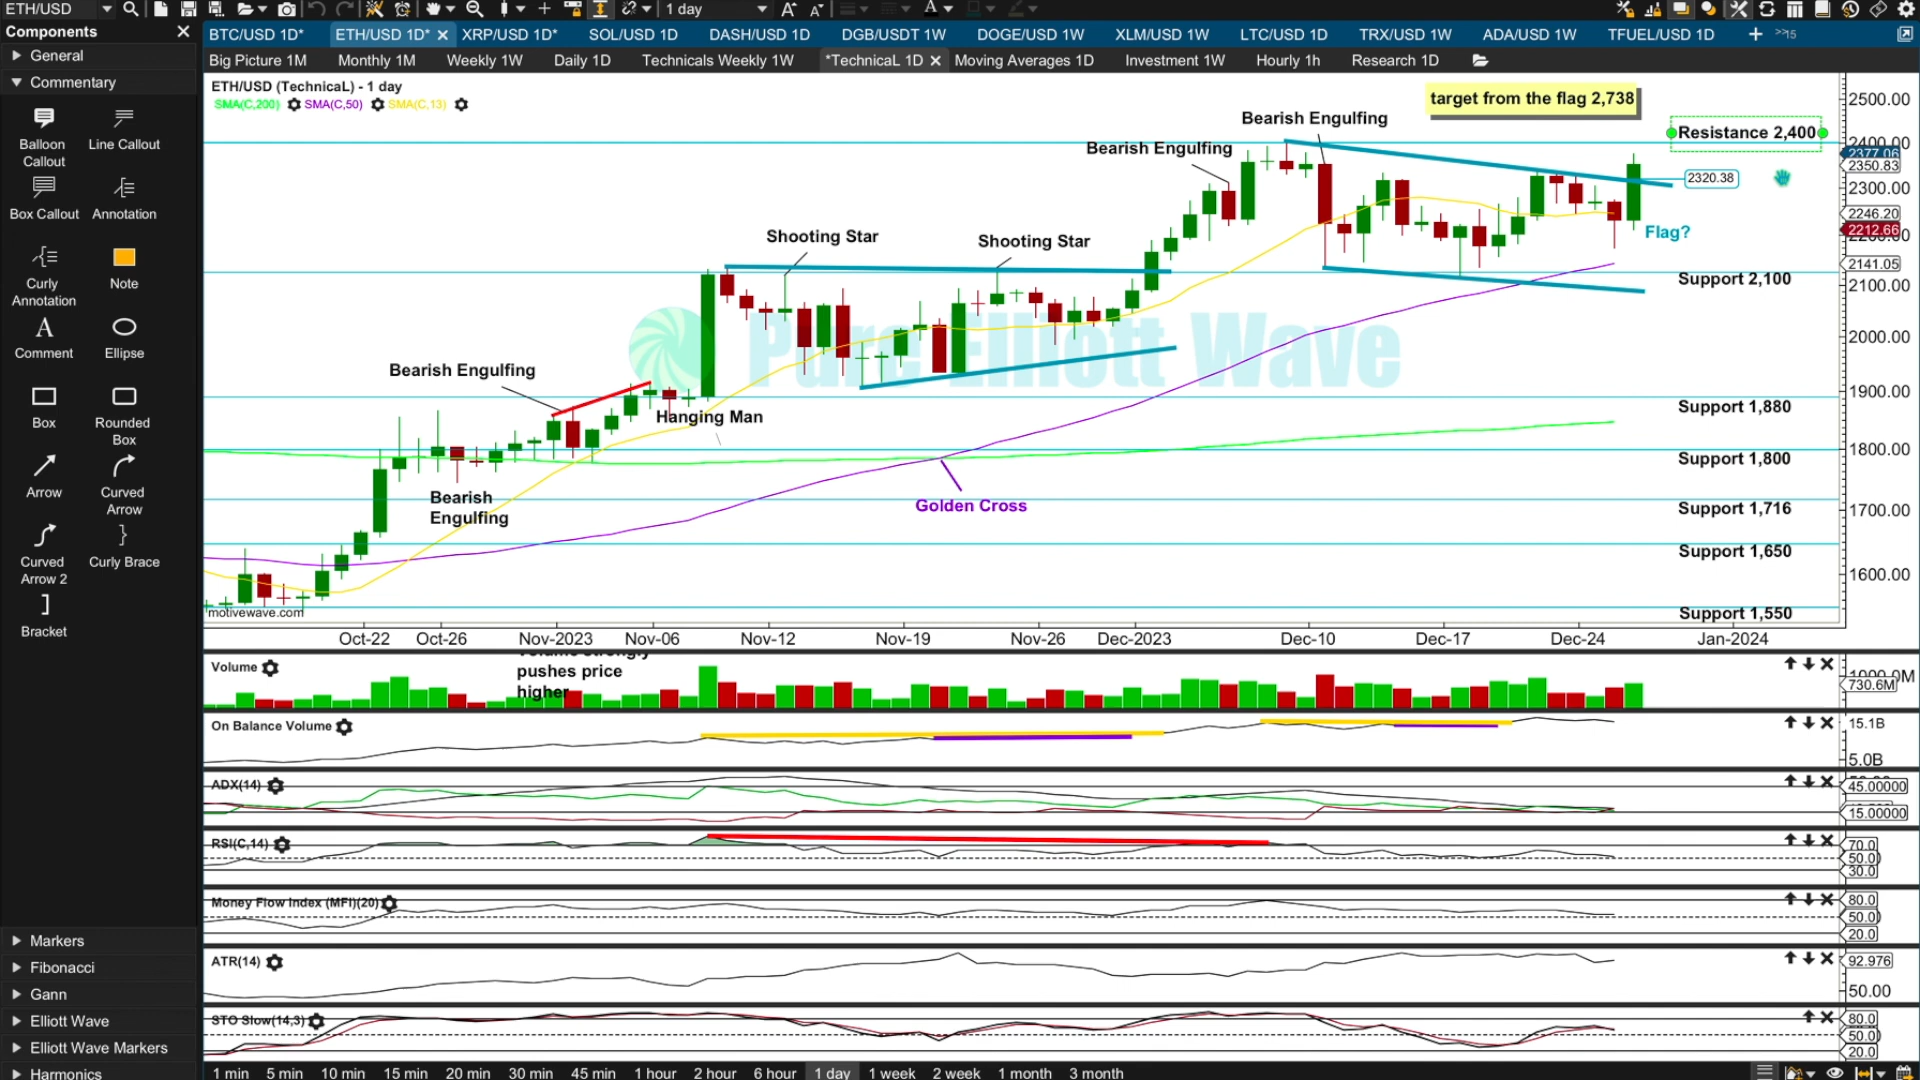 ETH/USD
1 day
Components
General
Commentary
Balloon Callout
Line Callout
Box Callout
Annotation
Curly Annotation
Note
Comment
Ellipse
Box
Rounded Box
Arrow
Curved Arrow
Curved Arrow 2
Curly Brace
Bracket
Markers
Fibonacci
Gann
Elliott Wave
Elliott Wave Markers
Harmonics
BTC/USD 1D* ETH/USD 1D* XRP/USD 1D* SOL/USD 1D DASH/USD 1D DGB/USDT 1W DOGE/USD 1W XLM/USD 1W LTC/USD 1D TRX/USD 1W ADA/USD 1W TFUEL/USD 1D + >>15
Big Picture 1M Monthly 1M Weekly 1W Daily 1D Technicals Weekly 1W *TechnicaL 1D Moving Averages 1D Investment 1W Hourly 1h Research 1D
ETH/USD (TechnicaL) - 1 day
SMA(C,200) SMA(C,50) SMA(C,13)
target from the flag 2,738
Bearish Engulfing
Resistance 2,400
Bearish Engulfing
2320.38
Flag?
Shooting Star
Shooting Star
Support 2,100
Pure Elliott Wave
Bearish Engulfing
Hanging Man
Support 1,880
Support 1,800
Bearish
Engulfing
Golden Cross
Support 1,716
Support 1,650
Support 1,550
motivewave.com
2500.00
2400.00
2377.06
2350.83
2300.00
2246.20
2212.66
2200.00
2141.05
2100.00
2000.00
1900.00
1800.00
1700.00
1600.00
Oct-22 Oct-26 Nov-2023 Nov-06 Nov-12 Nov-19 Nov-26 Dec-2023 Dec-10 Dec-17 Dec-24 Jan-2024
Volume
Volume strongly
pushes price
higher
1000.0M
730.6M
On Balance Volume
15.1B
5.0B
ADX(14)
45.00000
15.00000
RSI(C,14)
70.0
50.0
30.0
Money Flow Index (MFI)(20)
80.0
50.0
20.0
ATR(14)
92.976
50.00
STO Slow(14,3)
80.0
50.0
20.0
1 min 5 min 10 min 15 min 20 min 30 min 45 min 1 hour 2 hour 6 hour 1 day 1 week 2 week 1 month 3 month